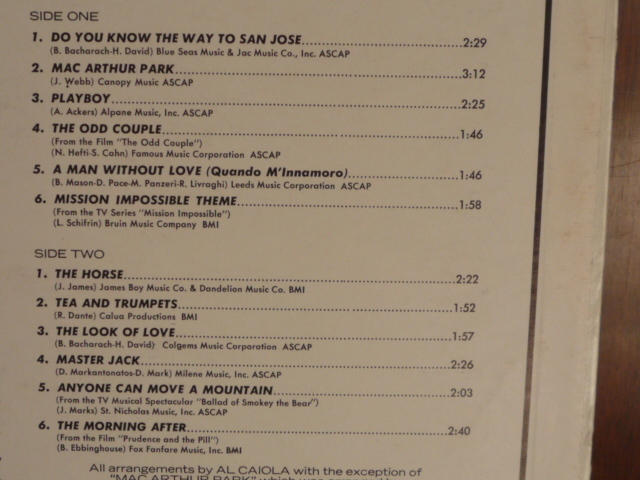 SIDE ONE
1. DO YOU KNOW THE WAY TO SAN JOSE 2:29
(B. Bacharach-H. David) Blue Seas Music & Jac Music Co., Inc. ASCAP
2. MAC ARTHUR PARK 3:12
(J. Webb) Canopy Music ASCAP
3. PLAYBOY 2:25
(A. Ackers) Alpane Music, Inc. ASCAP
4. THE ODD COUPLE 1:46
(From the Film "The Odd Couple")
(N. Hefti-S. Cahn) Famous Music Corporation ASCAP
5. A MAN WITHOUT LOVE (Quando M'Innamoro) 1:46
(B. Mason-D. Pace-M. Panzeri-R. Livraghi) Leeds Music Corporation ASCAP
6. MISSION IMPOSSIBLE THEME 1:58
(From the TV Series "Mission Impossible")
(L. Schifrin) Bruin Music Company BMI
SIDE TWO
1. THE HORSE 2:22
(J. James) James Boy Music Co. & Dandelion Music Co. BMI
2. TEA AND TRUMPETS 1:52
(R. Dante) Calua Productions BMI
3. THE LOOK OF LOVE 1:57
(B. Bacharach-H. David) Colgems Music Corporation ASCAP
4. MASTER JACK 2:26
(D. Markantonatos-D. Mark) Milene Music, Inc. ASCAP
5. ANYONE CAN MOVE A MOUNTAIN 2:03
(From the TV Musical Spectacular "Ballad of Smokey the Bear")
(J. Marks) St. Nicholas Music, Inc. ASCAP
6. THE MORNING AFTER 2:40
(From the Film "Prudence and the Pill")
(B. Ebbinghouse) Fox Fanfare Music, Inc. BMI
All arrangements by AL CAIOLA with the exception of
"MAC ARTHUR PARK" which was